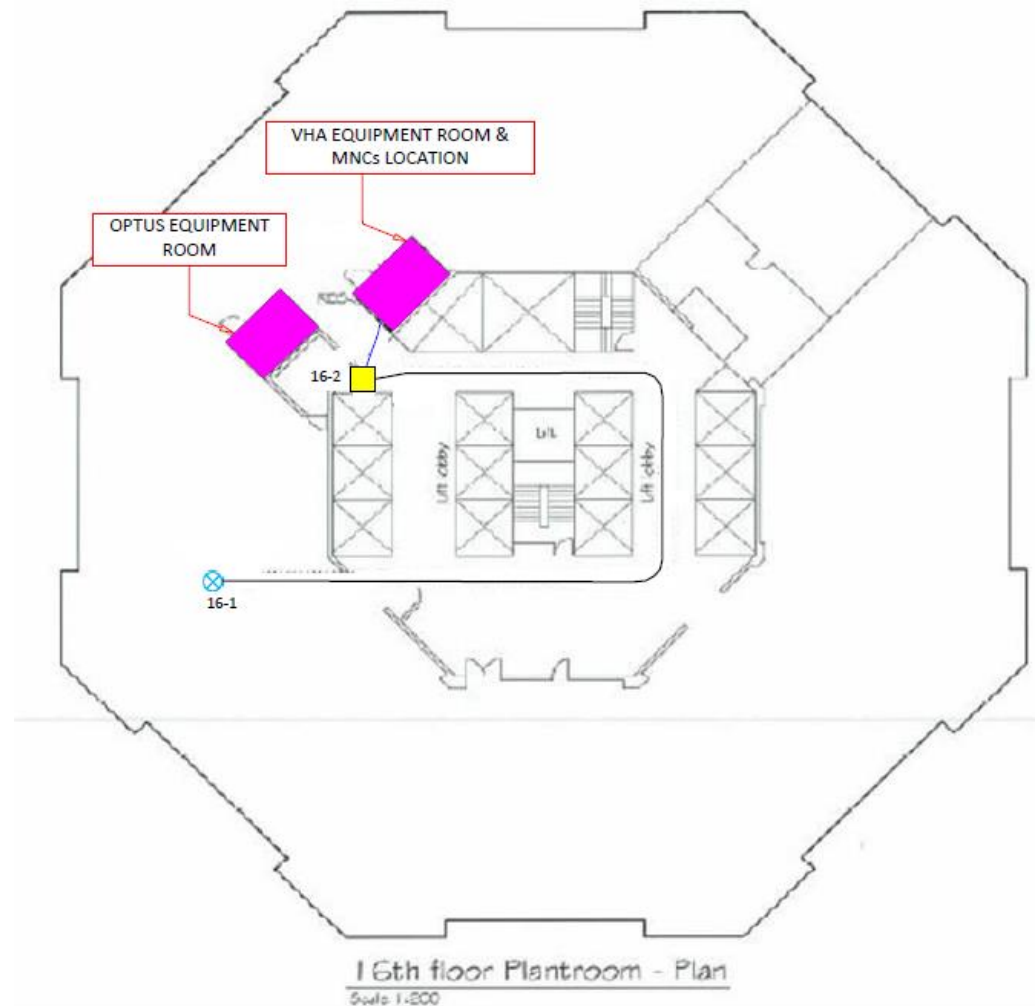 VHA EQUIPMENT ROOM &
MNCs LOCATION
OPTUS EQUIPMENT
ROOM
16-2
Lift
Lift lobby
Lift lobby
16-1
16th floor Plantroom - Plan
Scale 1:200